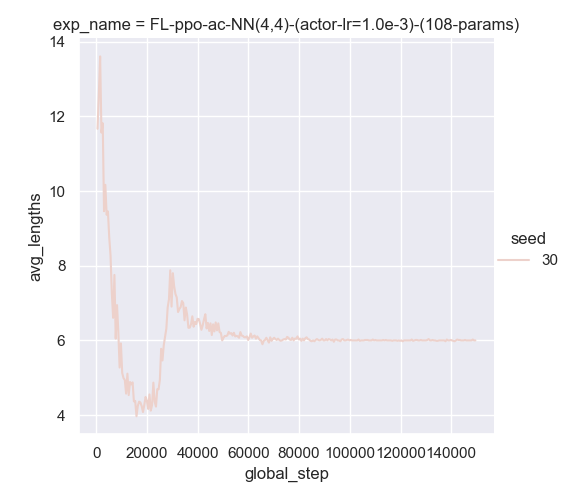 exp_name = FL-ppo-ac-NN(4,4)-(actor-lr=1.0e-3)-(108-params)
14
12
10
8
6
4
avg_lengths
0 20000 40000 60000 80000 100000 120000 140000
global_step
seed
30